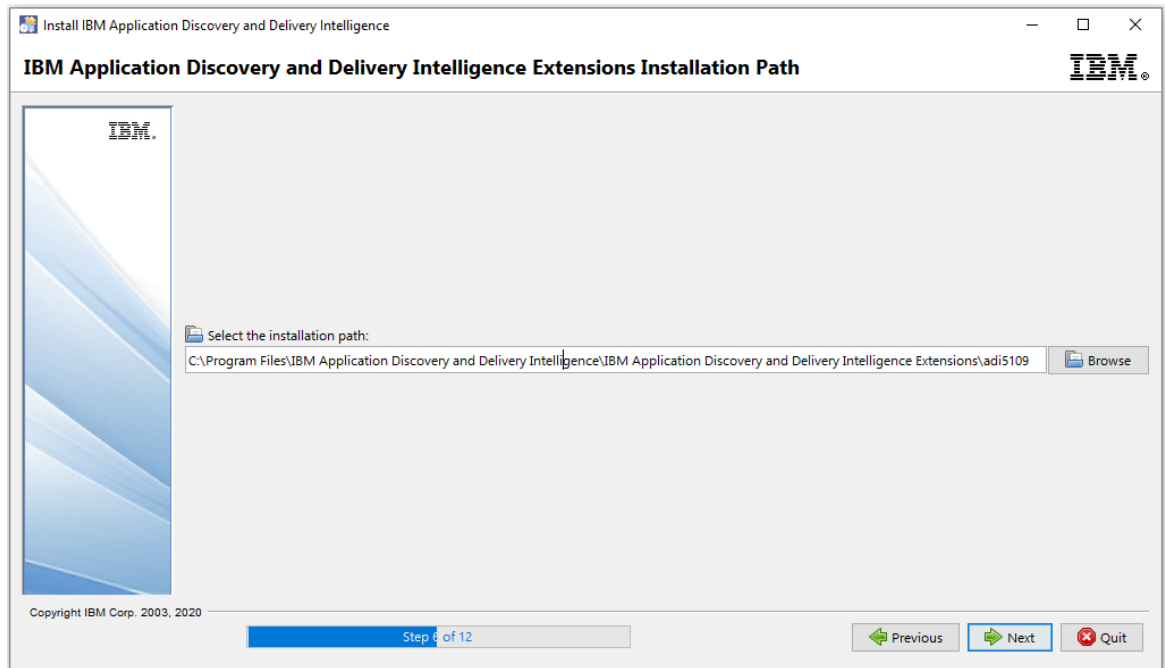 Install IBM Application Discovery and Delivery Intelligence
IBM Application Discovery and Delivery Intelligence Extensions Installation Path
IBM®
IBM.
Select the installation path:
C:\Program Files\IBM Application Discovery and Delivery Intelligence\IBM Application Discovery and Delivery Intelligence Extensions\adi5109
Browse
Copyright IBM Corp. 2003, 2020
Step 6 of 12
Previous
Next
Quit